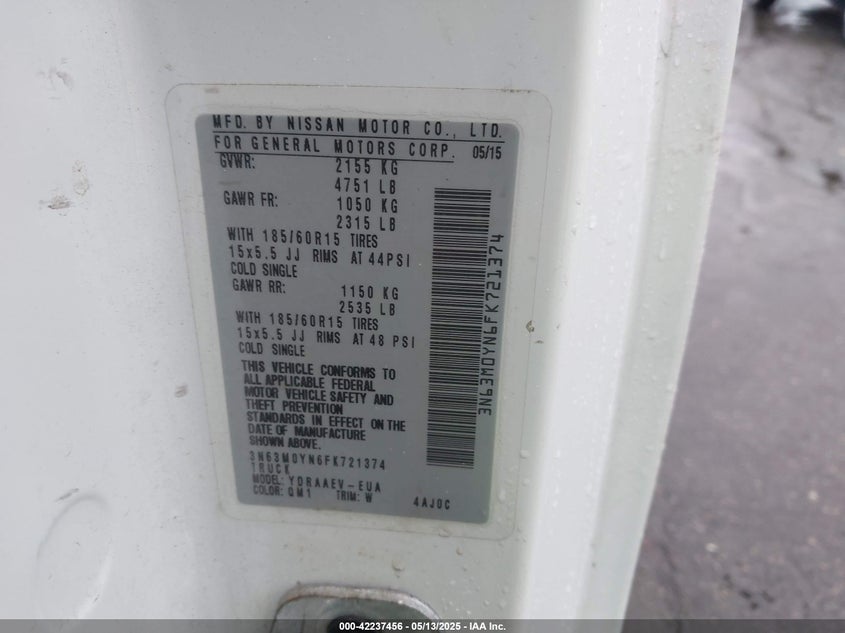 MFD. BY NISSAN MOTOR CO., LTD.
FOR GENERAL MOTORS CORP. 05/15
GVWR: 2155 KG
4751 LB
GAWR FR: 1050 KG
2315 LB
WITH 185/60R15 TIRES
15x5.5 JJ RIMS AT 44PSI
COLD SINGLE
GAWR RR: 1150 KG
2535 LB
WITH 185/60R15 TIRES
15x5.5 JJ RIMS AT 48 PSI
COLD SINGLE
THIS VEHICLE CONFORMS TO
ALL APPLICABLE FEDERAL
MOTOR VEHICLE SAFETY AND
THEFT PREVENTION
STANDARDS IN EFFECT ON THE
DATE OF MANUFACTURE
SHOWN ABOVE.
3N63M0YN6FK721374
TRUCK
MODEL: YDRAAEV-EUA
COLOR: QM1 TRIM: W 4AJ0C
3N63M0YN6FK721374
000-42237456 - 05/13/2025 - IAA Inc.